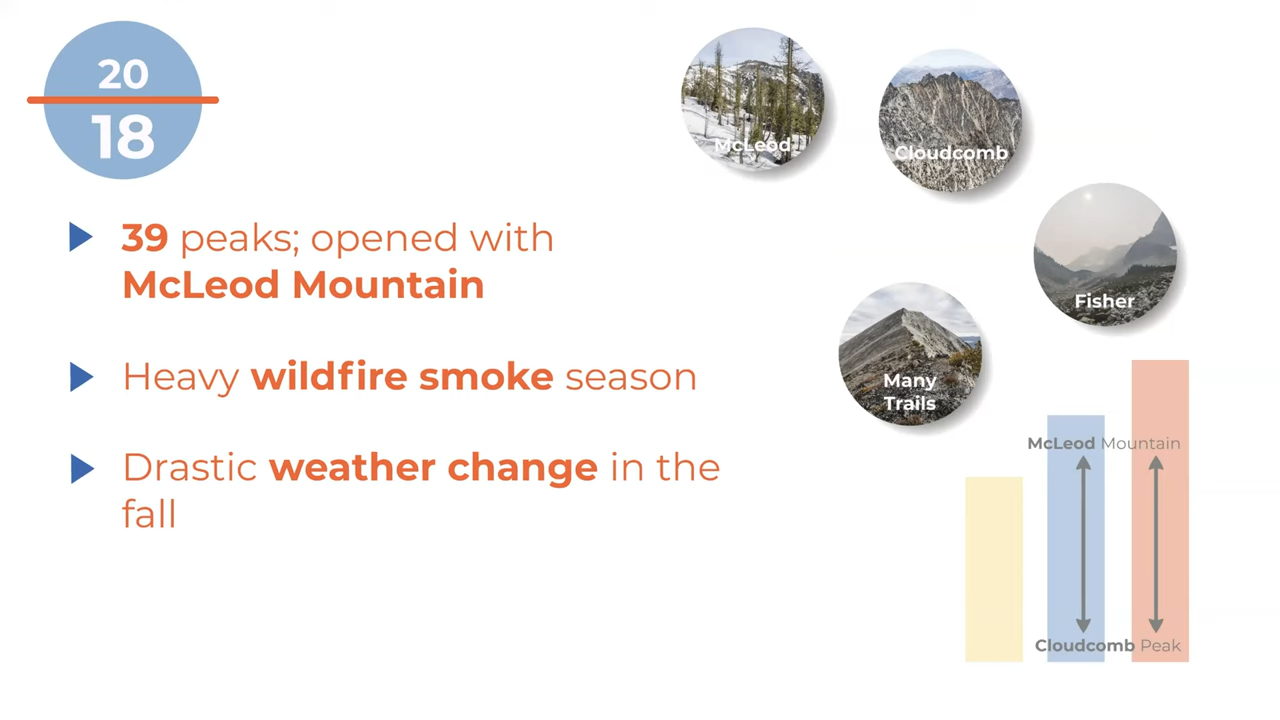 20
18
39 peaks; opened with
McLeod Mountain
Heavy wildfire smoke season
Drastic weather change in the
fall
McLeod
Cloudcomb
Fisher
Many
Trails
McLeod Mountain
Cloudcomb Peak